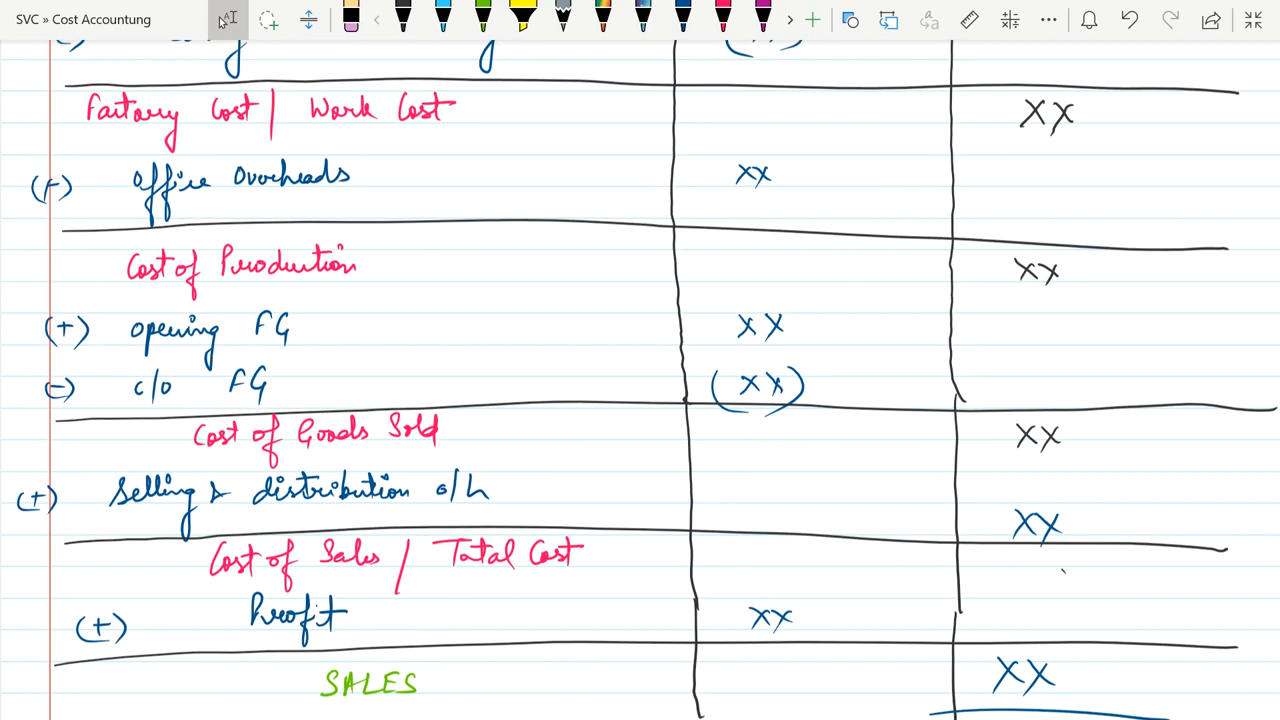 SVC » Cost Accountung
Factory Cost | Work Cost XX
(+) Office Overheads XX
Cost of Production XX
(+) opening FG XX
(-) c/o FG (XX)
Cost of Goods Sold XX
(+) Selling & distribution o/h XX
Cost of Sales / Total Cost
(+) Profit XX
SALES XX